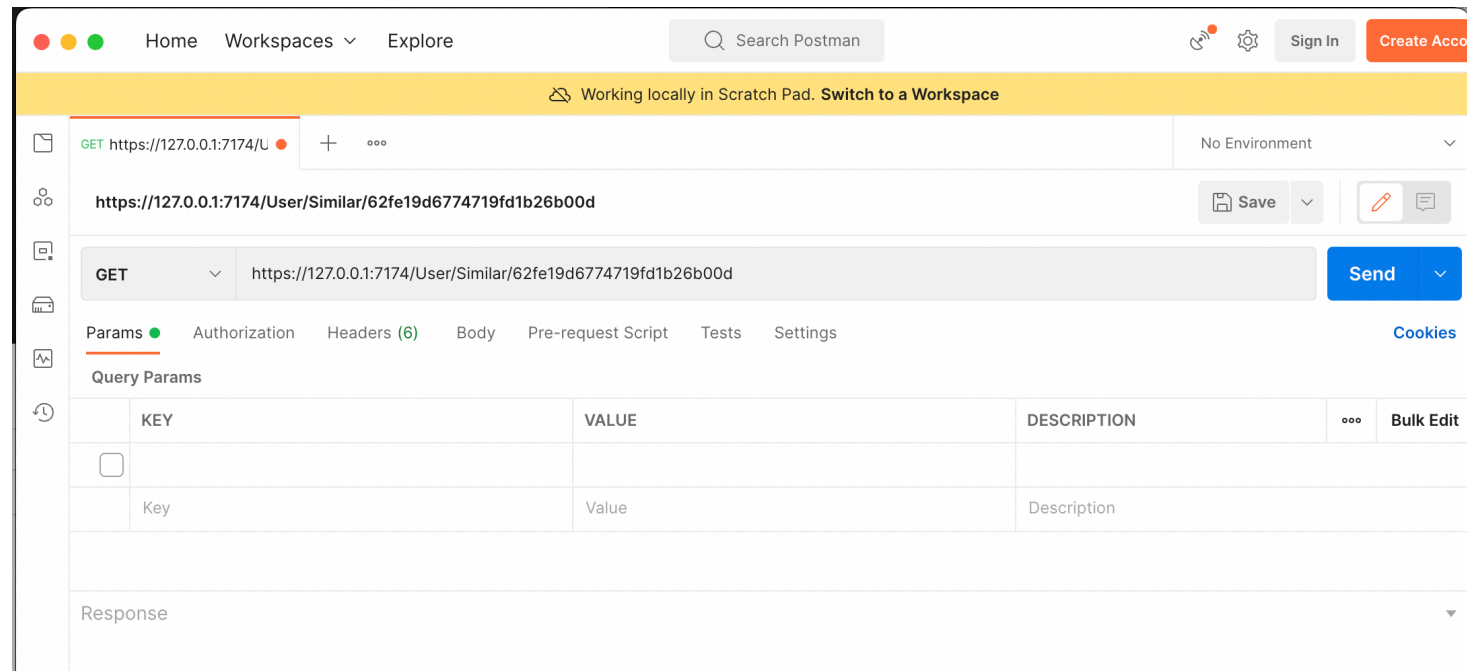 Home Workspaces Explore Search Postman Sign In Create Acco
Working locally in Scratch Pad. Switch to a Workspace
GET https://127.0.0.1:7174/U No Environment
https://127.0.0.1:7174/User/Similar/62fe19d6774719fd1b26b00d Save
GET https://127.0.0.1:7174/User/Similar/62fe19d6774719fd1b26b00d Send
Params Authorization Headers (6) Body Pre-request Script Tests Settings Cookies
Query Params
KEY VALUE DESCRIPTION Bulk Edit
Key Value Description
Response